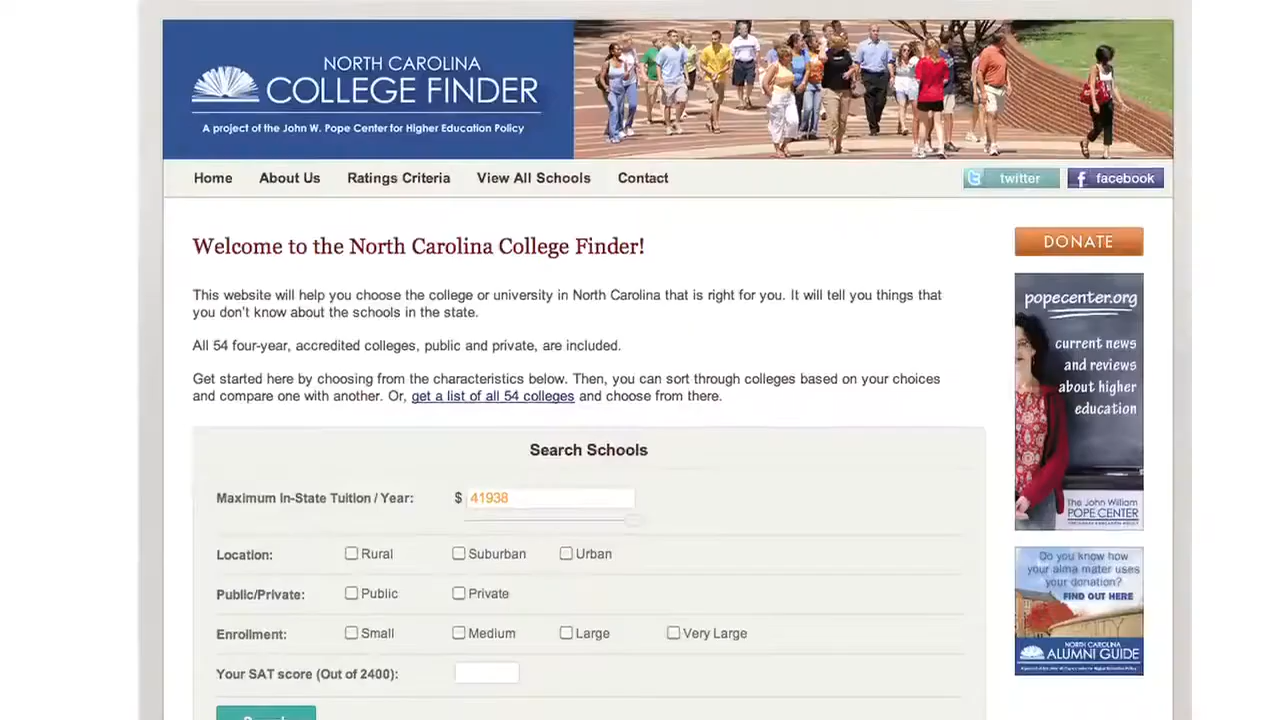 NORTH CAROLINA
COLLEGE FINDER
A project of the John W. Pope Center for Higher Education Policy
Home About Us Ratings Criteria View All Schools Contact
twitter facebook
Welcome to the North Carolina College Finder!
This website will help you choose the college or university in North Carolina that is right for you. It will tell you things that
you don't know about the schools in the state.
All 54 four-year, accredited colleges, public and private, are included.
Get started here by choosing from the characteristics below. Then, you can sort through colleges based on your choices
and compare one with another. Or, get a list of all 54 colleges and choose from there.
Search Schools
Maximum In-State Tuition / Year: $ 41938
Location: Rural Suburban Urban
Public/Private: Public Private
Enrollment: Small Medium Large Very Large
Your SAT score (Out of 2400):
DONATE
popecenter.org
current news
and reviews
about higher
education
The John William
POPE CENTER
Do you know how
your alma mater uses
your donation?
FIND OUT HERE
NORTH CAROLINA
ALUMNI GUIDE